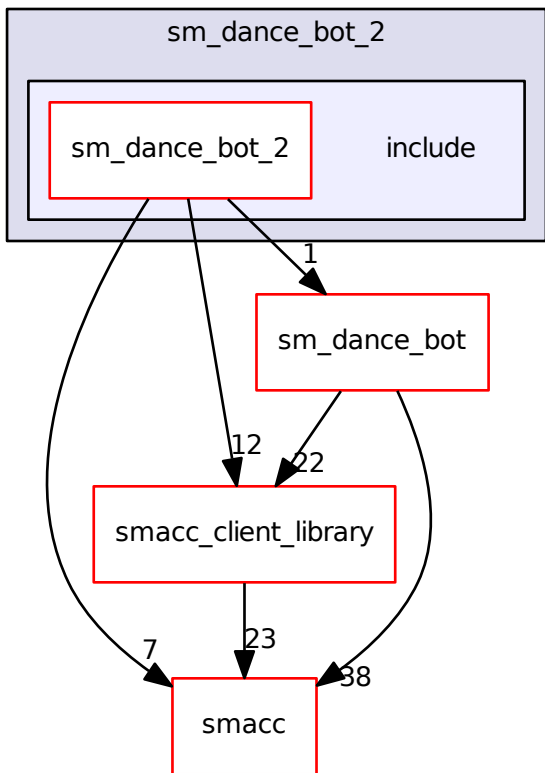 sm_dance_bot_2
sm_dance_bot_2
include
1
sm_dance_bot
12
22
smacc_client_library
7
23
38
smacc